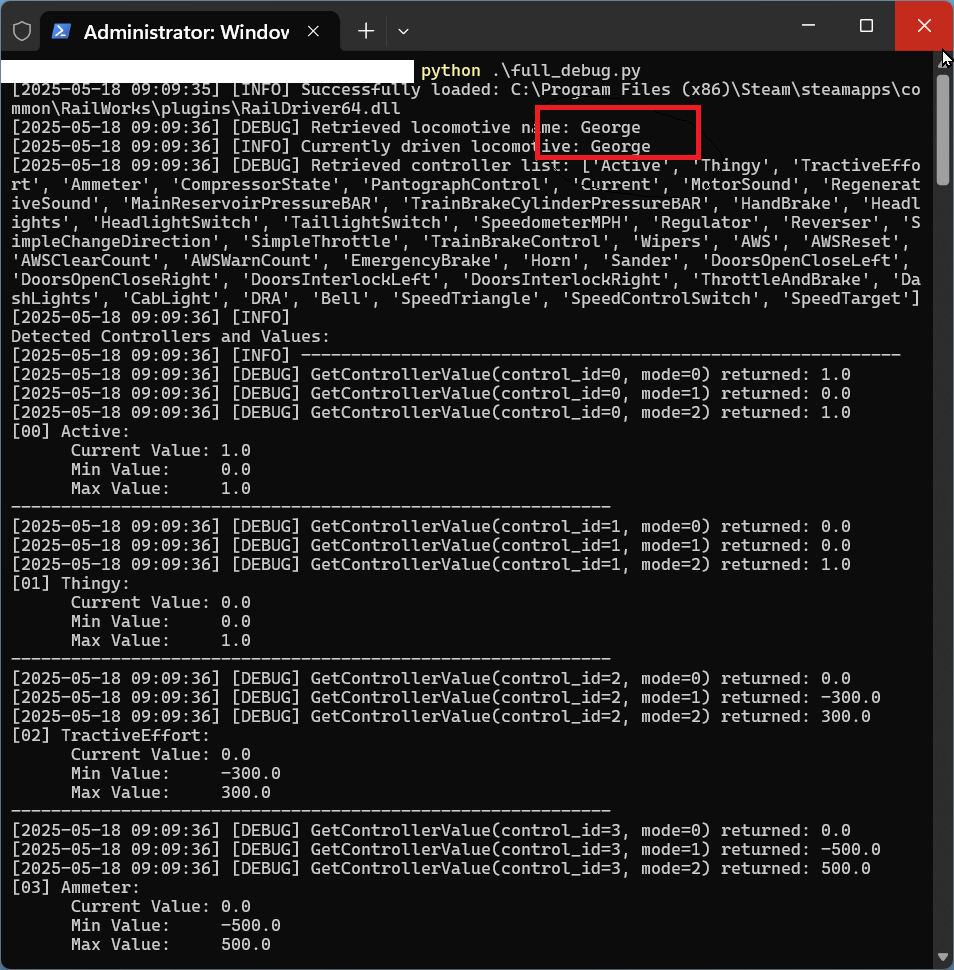 Administrator: Window
python .\full_debug.py
[2025-05-18 09:09:35] [INFO] Successfully loaded: C:\Program Files (x86)\Steam\steamapps\co
mmon\RailWorks\plugins\RailDriver64.dll
[2025-05-18 09:09:36] [DEBUG] Retrieved locomotive name: George
[2025-05-18 09:09:36] [INFO] Currently driven locomotive: George
[2025-05-18 09:09:36] [DEBUG] Retrieved controller list: ['Active', 'Thingy', 'TractiveEffo
rt', 'Ammeter', 'CompressorState', 'PantographControl', 'Current', 'MotorSound', 'Regenerat
iveSound', 'MainReservoirPressureBAR', 'TrainBrakeCylinderPressureBAR', 'HandBrake', 'Headl
ights', 'HeadlightSwitch', 'TaillightSwitch', 'SpeedometerMPH', 'Regulator', 'Reverser', 'S
impleChangeDirection', 'SimpleThrottle', 'TrainBrakeControl', 'Wipers', 'AWS', 'AWSReset',
'AWSClearCount', 'AWSWarnCount', 'EmergencyBrake', 'Horn', 'Sander', 'DoorsOpenCloseLeft',
'DoorsOpenCloseRight', 'DoorsInterlockLeft', 'DoorsInterlockRight', 'ThrottleAndBrake', 'Da
shLights', 'CabLight', 'DRA', 'Bell', 'SpeedTriangle', 'SpeedControlSwitch', 'SpeedTarget']
[2025-05-18 09:09:36] [INFO]
Detected Controllers and Values:
[2025-05-18 09:09:36] [INFO] ------------------------------------------------------------
[2025-05-18 09:09:36] [DEBUG] GetControllerValue(control_id=0, mode=0) returned: 1.0
[2025-05-18 09:09:36] [DEBUG] GetControllerValue(control_id=0, mode=1) returned: 0.0
[2025-05-18 09:09:36] [DEBUG] GetControllerValue(control_id=0, mode=2) returned: 1.0
[00] Active:
Current Value: 1.0
Min Value: 0.0
Max Value: 1.0
------------------------------------------------------------
[2025-05-18 09:09:36] [DEBUG] GetControllerValue(control_id=1, mode=0) returned: 0.0
[2025-05-18 09:09:36] [DEBUG] GetControllerValue(control_id=1, mode=1) returned: 0.0
[2025-05-18 09:09:36] [DEBUG] GetControllerValue(control_id=1, mode=2) returned: 1.0
[01] Thingy:
Current Value: 0.0
Min Value: 0.0
Max Value: 1.0
------------------------------------------------------------
[2025-05-18 09:09:36] [DEBUG] GetControllerValue(control_id=2, mode=0) returned: 0.0
[2025-05-18 09:09:36] [DEBUG] GetControllerValue(control_id=2, mode=1) returned: -300.0
[2025-05-18 09:09:36] [DEBUG] GetControllerValue(control_id=2, mode=2) returned: 300.0
[02] TractiveEffort:
Current Value: 0.0
Min Value: -300.0
Max Value: 300.0
------------------------------------------------------------
[2025-05-18 09:09:36] [DEBUG] GetControllerValue(control_id=3, mode=0) returned: 0.0
[2025-05-18 09:09:36] [DEBUG] GetControllerValue(control_id=3, mode=1) returned: -500.0
[2025-05-18 09:09:36] [DEBUG] GetControllerValue(control_id=3, mode=2) returned: 500.0
[03] Ammeter:
Current Value: 0.0
Min Value: -500.0
Max Value: 500.0